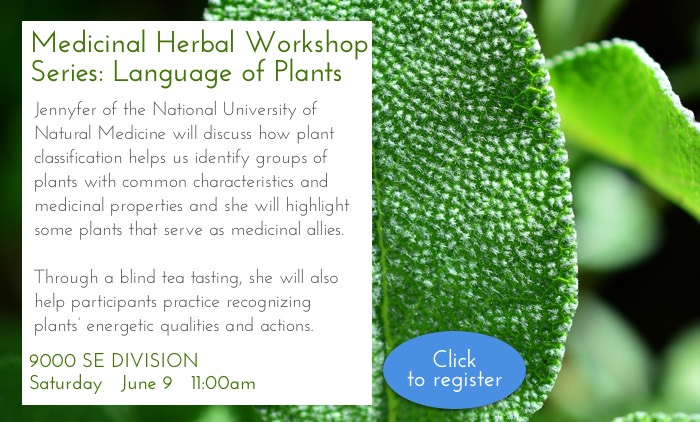 Medicinal Herbal Workshop
Series: Language of Plants
Jennyfer of the National University of
Natural Medicine will discuss how plant
classification helps us identify groups of
plants with common characteristics and
medicinal properties and she will highlight
some plants that serve as medicinal allies.
Through a blind tea tasting, she will also
help participants practice recognizing
plants' energetic qualities and actions.
9000 SE DIVISION
Saturday June 9 11:00am
Click
to register